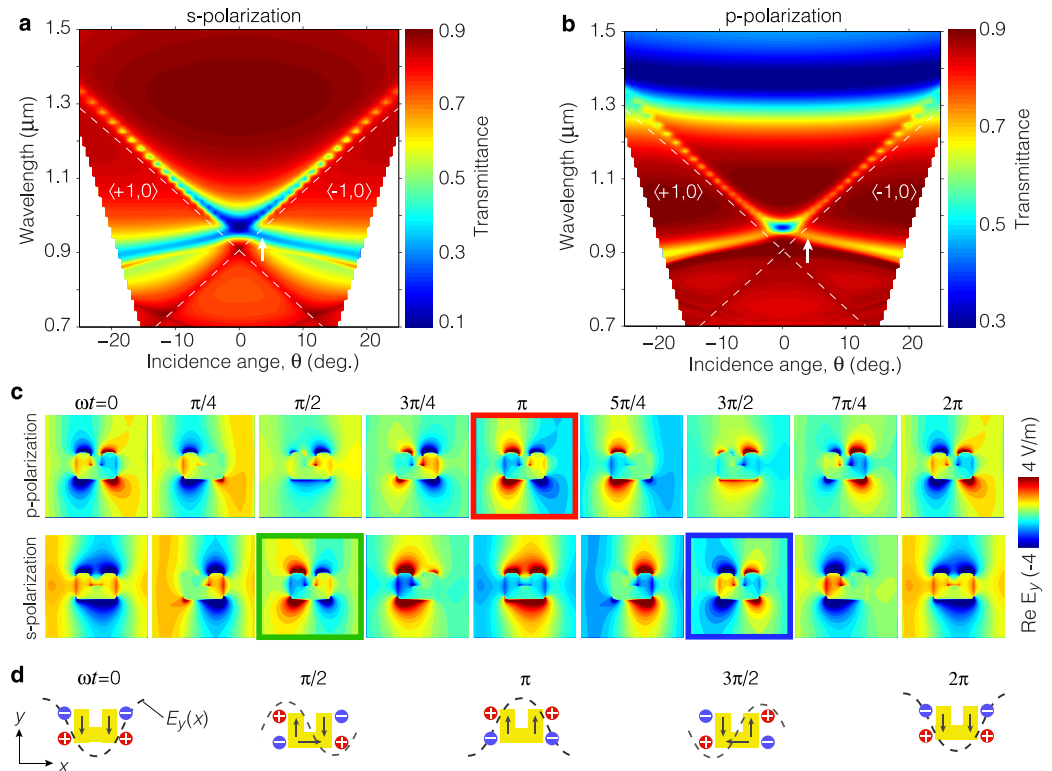 a s-polarization
1.5
1.3
1.1
0.9
0.7
Wavelength (μm)
⟨+1,0⟩
⟨-1,0⟩
−20 −10 0 10 20
Incidence ange, θ (deg.)
0.9
0.7
0.5
0.3
0.1
Transmittance
b p-polarization
1.5
1.3
1.1
0.9
0.7
Wavelength (μm)
⟨+1,0⟩
⟨-1,0⟩
−20 −10 0 10 20
Incidence ange, θ (deg.)
0.9
0.7
0.5
0.3
Transmittance
c ωt=0 π/4 π/2 3π/4 π 5π/4 3π/2 7π/4 2π
p-polarization
s-polarization
Re Ey (-4 4 V/m)
d ωt=0 π/2 π 3π/2 2π
− − + − + + − + − −
+ + − + − − + − + +
Ey(x)
y
x